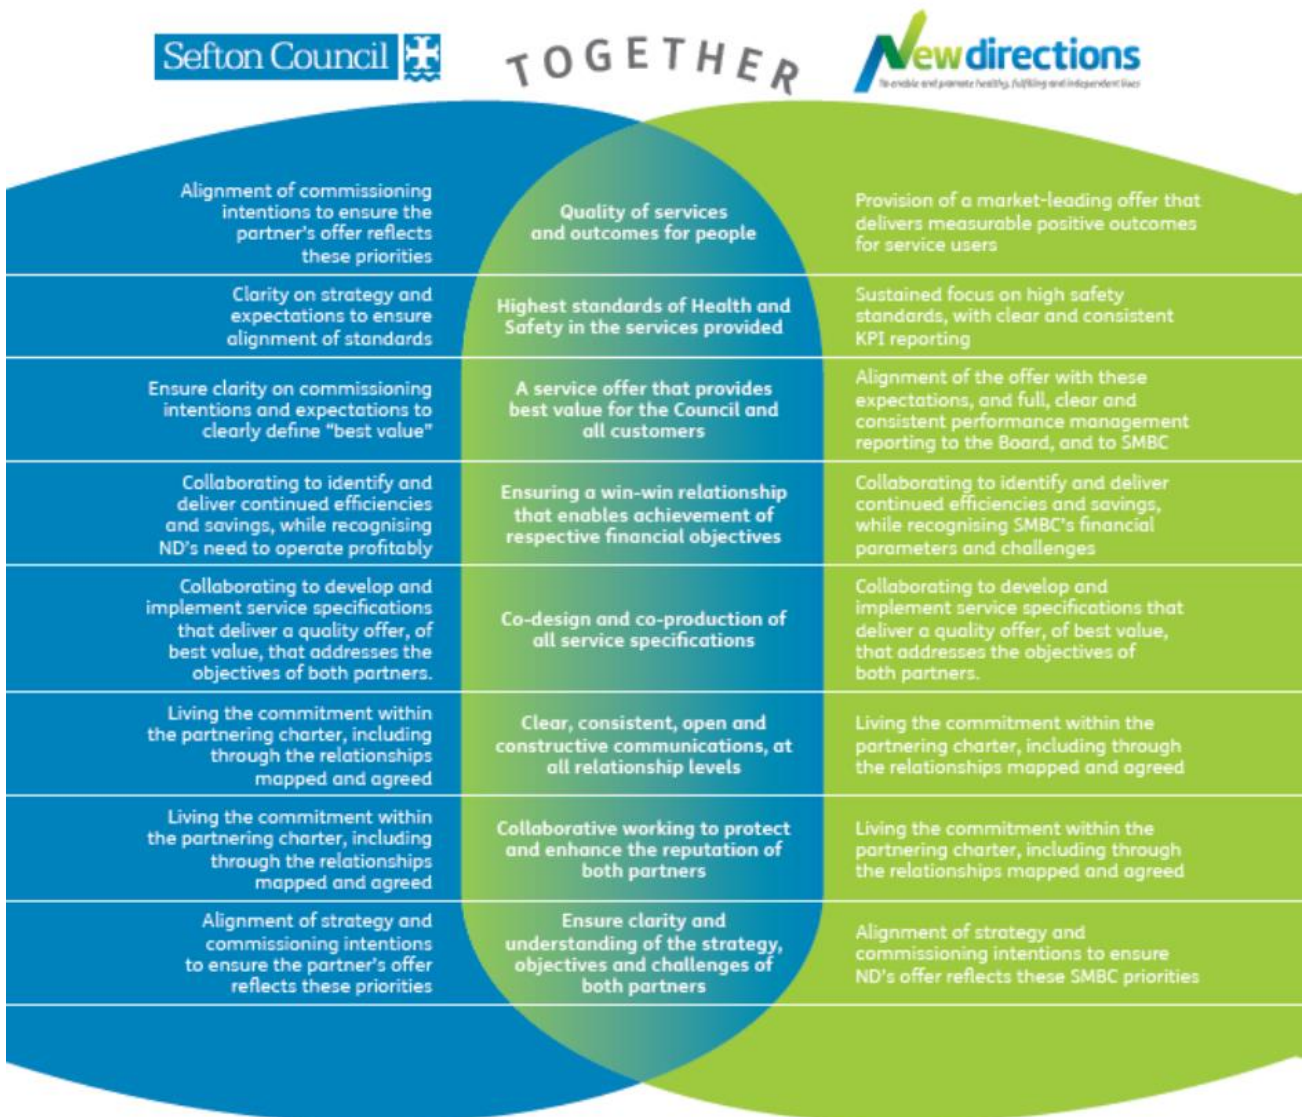 Sefton Council
TOGETHER
New directions
To enable and promote healthy, fulfilling and independent lives
Alignment of commissioning
intentions to ensure the
partner's offer reflects
these priorities
Quality of services
and outcomes for people
Provision of a market-leading offer that
delivers measurable positive outcomes
for service users
Clarity on strategy and
expectations to ensure
alignment of standards
Highest standards of Health and
Safety in the services provided
Sustained focus on high safety
standards, with clear and consistent
KPI reporting
Ensure clarity on commissioning
intentions and expectations to
clearly define "best value"
A service offer that provides
best value for the Council and
all customers
Alignment of the offer with these
expectations, and full, clear and
consistent performance management
reporting to the Board, and to SMBC
Collaborating to identify and
deliver continued efficiencies
and savings, while recognising
ND's need to operate profitably
Ensuring a win-win relationship
that enables achievement of
respective financial objectives
Collaborating to identify and deliver
continued efficiencies and savings,
while recognising SMBC's financial
parameters and challenges
Collaborating to develop and
implement service specifications
that deliver a quality offer, of
best value, that addresses the
objectives of both partners.
Co-design and co-production of
all service specifications
Collaborating to develop and
implement service specifications that
deliver a quality offer, of best value,
that addresses the objectives of
both partners.
Living the commitment within
the partnering charter, including
through the relationships
mapped and agreed
Clear, consistent, open and
constructive communications, at
all relationship levels
Living the commitment within the
partnering charter, including through
the relationships mapped and agreed
Living the commitment within
the partnering charter, including
through the relationships
mapped and agreed
Collaborative working to protect
and enhance the reputation of
both partners
Living the commitment within the
partnering charter, including through
the relationships mapped and agreed
Alignment of strategy and
commissioning intentions
to ensure the partner's offer
reflects these priorities
Ensure clarity and
understanding of the strategy,
objectives and challenges of
both partners
Alignment of strategy and
commissioning intentions to ensure
ND's offer reflects these SMBC priorities